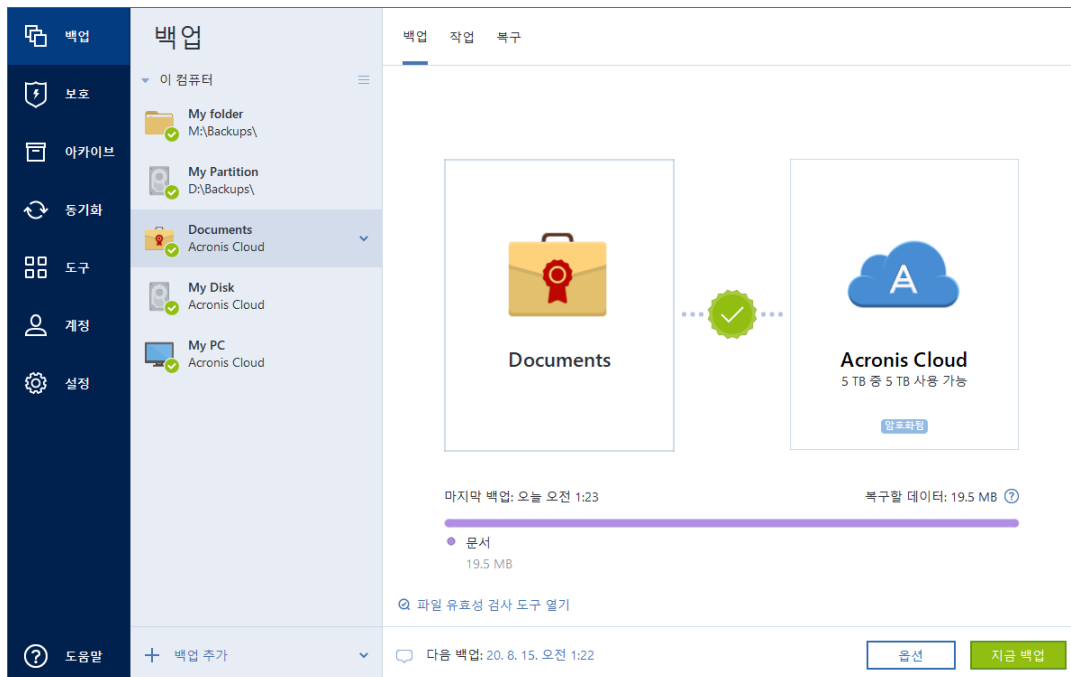 백업
보호
아카이브
동기화
도구
계정
설정
도움말
백업
이 컴퓨터
My folder
M:\Backups\
My Partition
D:\Backups\
Documents
Acronis Cloud
My Disk
Acronis Cloud
My PC
Acronis Cloud
백업 추가
백업 작업 복구
Documents
Acronis Cloud
5 TB 중 5 TB 사용 가능
암호화됨
마지막 백업: 오늘 오전 1:23
복구할 데이터: 19.5 MB
문서
19.5 MB
파일 유효성 검사 도구 열기
다음 백업: 20. 8. 15. 오전 1:22
옵션
지금 백업